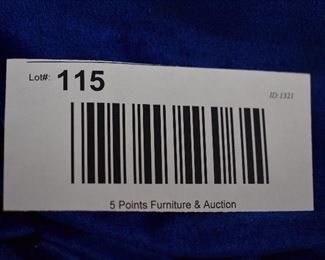 Lot#: 115
ID:1321
5 Points Furniture & Auction